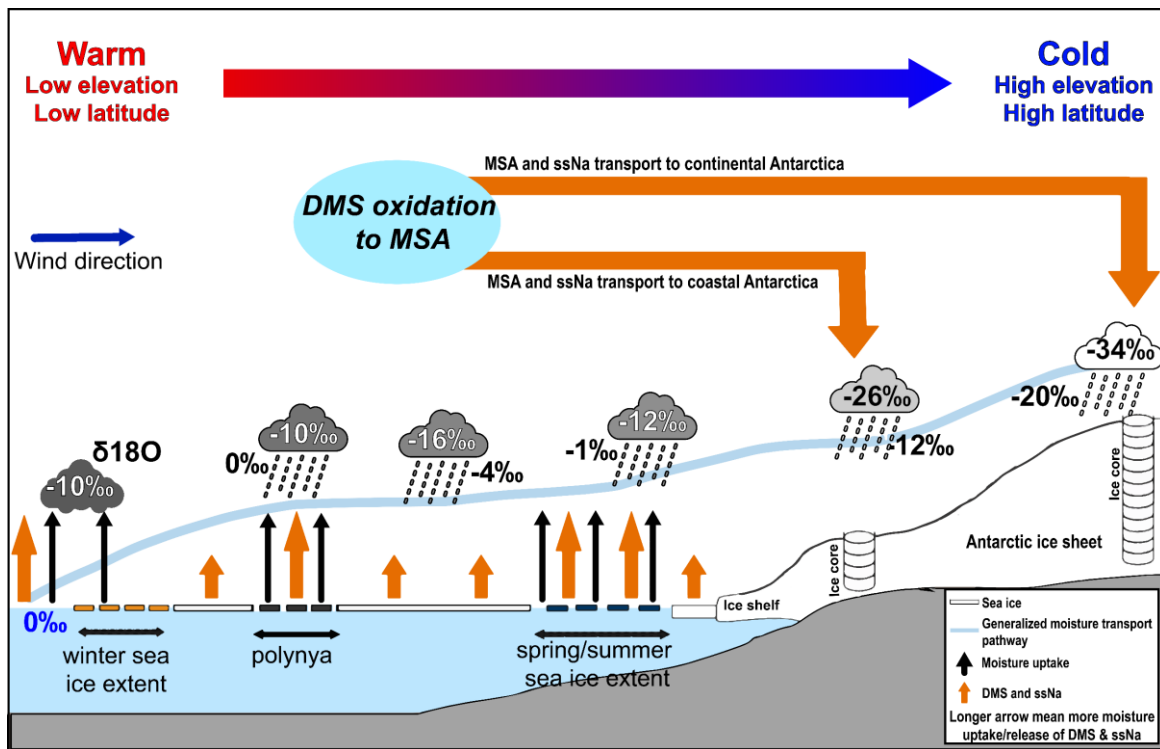 Warm
Low elevation
Low latitude
Cold
High elevation
High latitude
MSA and ssNa transport to continental Antarctica
DMS oxidation
to MSA
Wind direction
MSA and ssNa transport to coastal Antarctica
-34‰
-20‰
-26‰
-12‰
-12‰
-1‰
-10‰
0‰
-16‰
-4‰
δ18O
-10‰
Ice core
Antarctic ice sheet
Ice core
Ice shelf
0‰
winter sea
ice extent
polynya
spring/summer
sea ice extent
Sea ice
Generalized moisture transport
pathway
Moisture uptake
DMS and ssNa
Longer arrow mean more moisture
uptake/release of DMS & ssNa